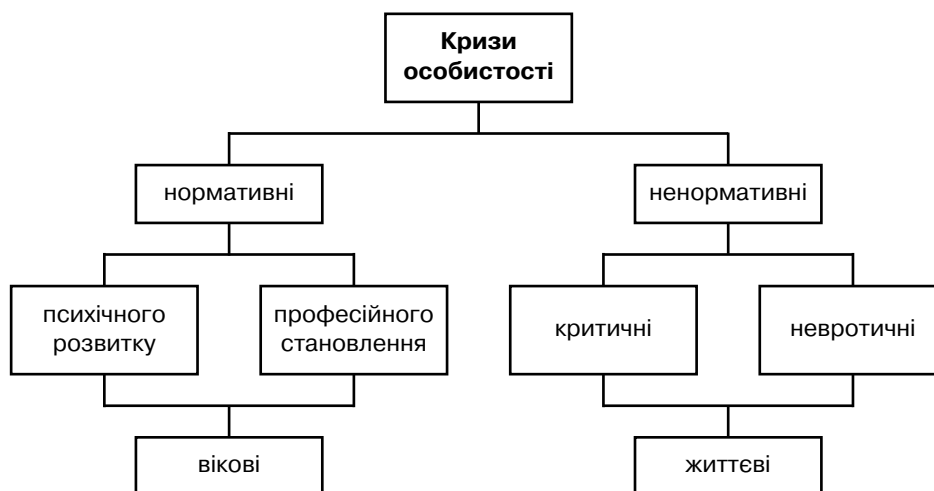 Кризи
особистості
нормативні
ненормативні
психічного
розвитку
професійного
становлення
критичні
невротичні
вікові
життєві